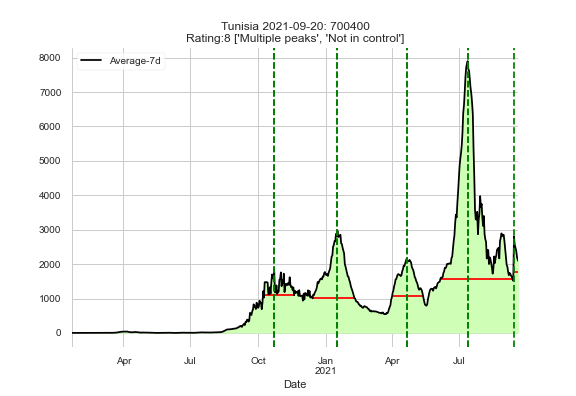 Tunisia 2021-09-20: 700400
Rating:8 ['Multiple peaks', 'Not in control']
Average-7d
8000
7000
6000
5000
4000
3000
2000
1000
0
Apr Jul Oct Jan Apr Jul
2021
Date